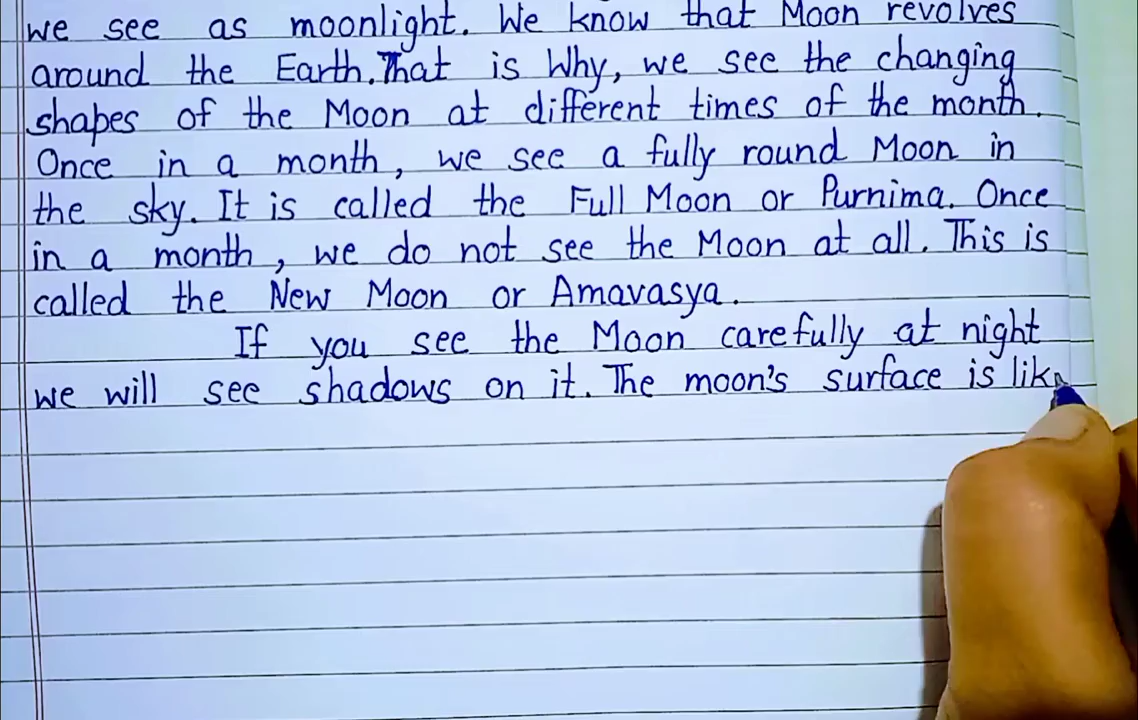 we see as moonlight. We know that Moon revolves
around the Earth. That is Why, we see the changing
shapes of the Moon at different times of the month.
Once in a month, we see a fully round Moon in
the sky. It is called the Full Moon or Purnima. Once
in a month, we do not see the Moon at all. This is
called the New Moon or Amavasya.
If you see the Moon carefully at night
we will see shadows on it. The moon's surface is lik